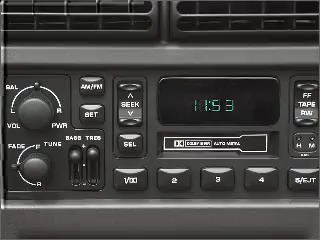 BAL
AM/FM
L R
VOL PWR
SET
SEEK
11:53
FF
TAPE
RW
H M
FADE F TUNE
R
BASS TREB
SEL
DOLBY B NR AUTO METAL
1/
2
3
4
5/EJT